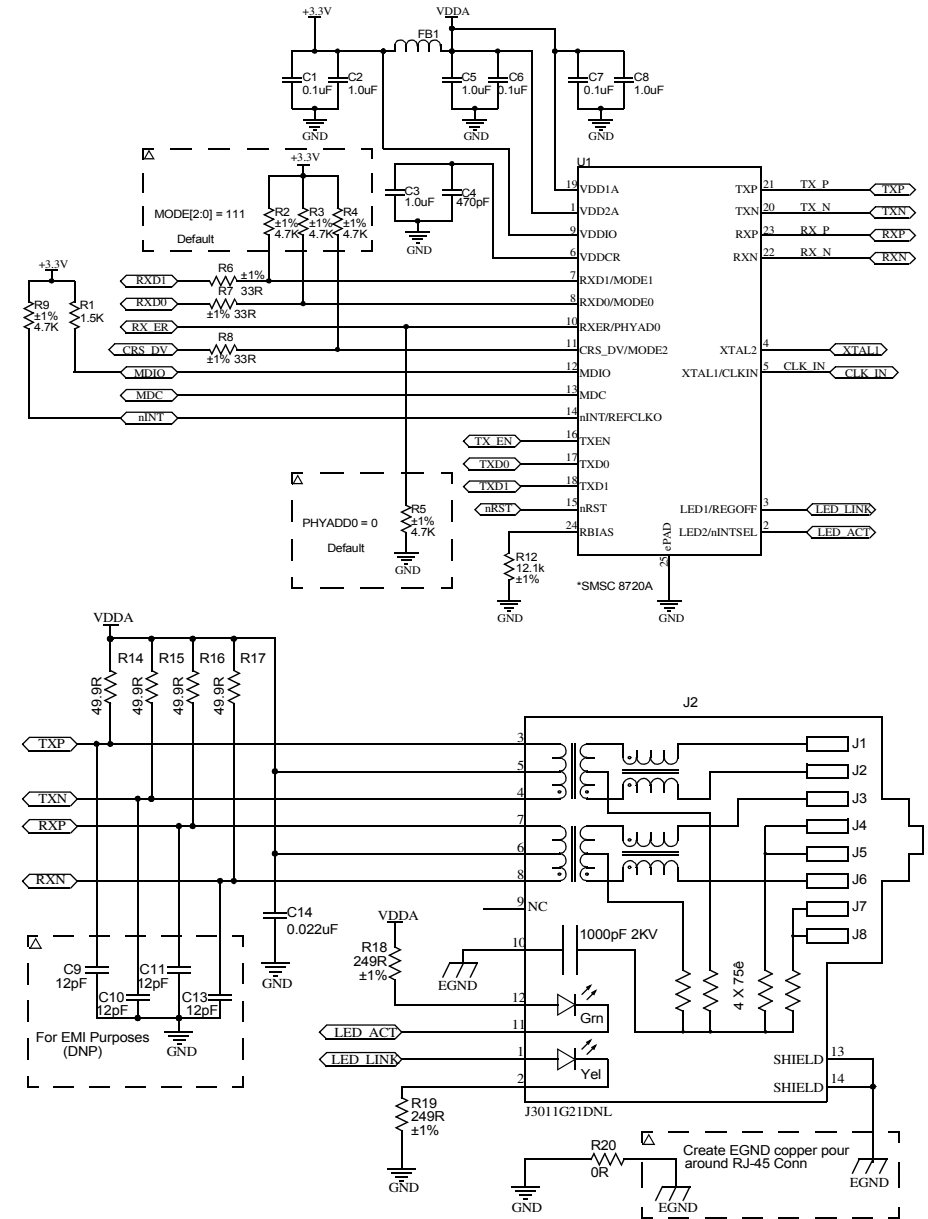 +3.3V
VDDA
FB1
C1
0.1uF
C2
1.0uF
C5
1.0uF
C6
0.1uF
C7
0.1uF
C8
1.0uF
GND
GND
GND
+3.3V
MODE[2:0] = 111
Default
R2
±1%
4.7K
R3
±1%
4.7K
R4
±1%
4.7K
C3
1.0uF
C4
470pF
GND
U1
19
VDD1A
1
VDD2A
9
VDDIO
6
VDDCR
7
RXD1/MODE1
8
RXD0/MODE0
10
RXER/PHYAD0
11
CRS_DV/MODE2
12
MDIO
13
MDC
14
nINT/REFCLKO
16
TXEN
17
TXD0
18
TXD1
15
nRST
24
RBIAS
TXP
21
TX_P
TXP
TXN
20
TX_N
TXN
RXP
23
RX_P
RXP
RXN
22
RX_N
RXN
XTAL2
4
XTAL1
XTAL1/CLKIN
5
CLK_IN
CLK_IN
LED1/REGOFF
3
LED_LINK
LED2/nINTSEL
2
LED_ACT
ePAD
25
GND
*SMSC 8720A
+3.3V
R9
±1%
4.7K
R1
1.5K
RXD1
R6
±1%
33R
RXD0
R7
±1% 33R
RX_ER
CRS_DV
R8
±1% 33R
MDIO
MDC
nINT
TX_EN
TXD0
TXD1
nRST
PHYADD0 = 0
Default
R5
±1%
4.7K
GND
R12
12.1k
±1%
GND
VDDA
R14
49.9R
R15
49.9R
R16
49.9R
R17
49.9R
TXP
TXN
RXP
RXN
C14
0.022uF
GND
C9
12pF
C10
12pF
C11
12pF
C13
12pF
For EMI Purposes
(DNP)
GND
VDDA
R18
249R
±1%
EGND
LED_ACT
LED_LINK
R19
249R
±1%
GND
J2
3
5
4
7
6
8
9
NC
10
12
11
1
2
1000pF 2KV
Grn
Yel
4 X 75ê
J1
J2
J3
J4
J5
J6
J7
J8
SHIELD
13
SHIELD
14
J3011G21DNL
R20
0R
GND
EGND
Create EGND copper pour
around RJ-45 Conn
EGND